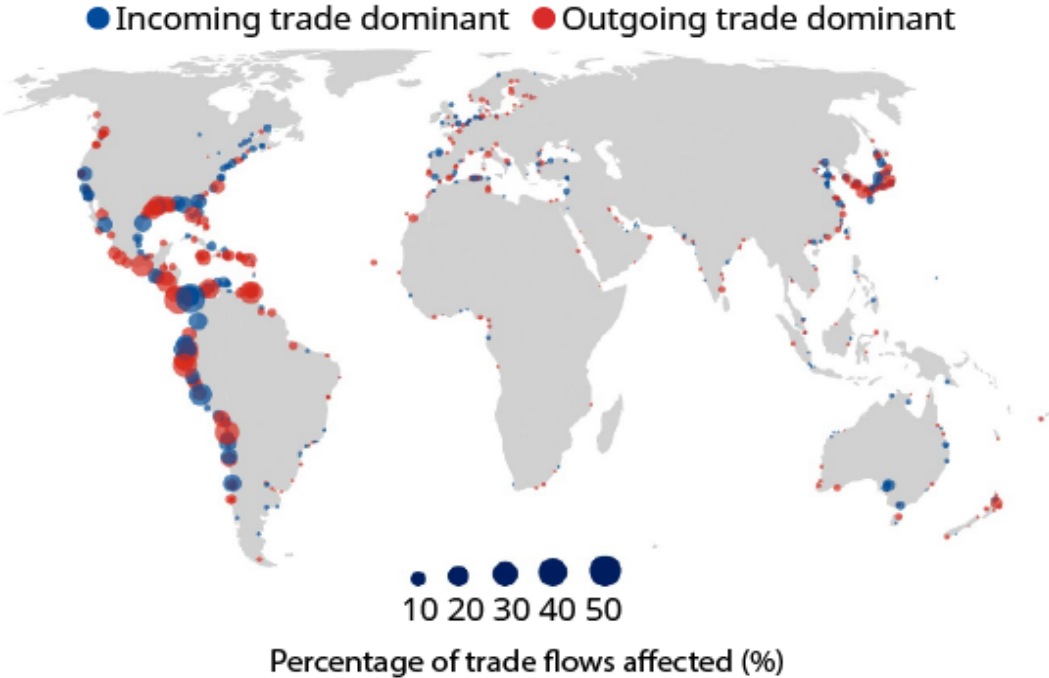 Incoming trade dominant Outgoing trade dominant
10 20 30 40 50
Percentage of trade flows affected (%)